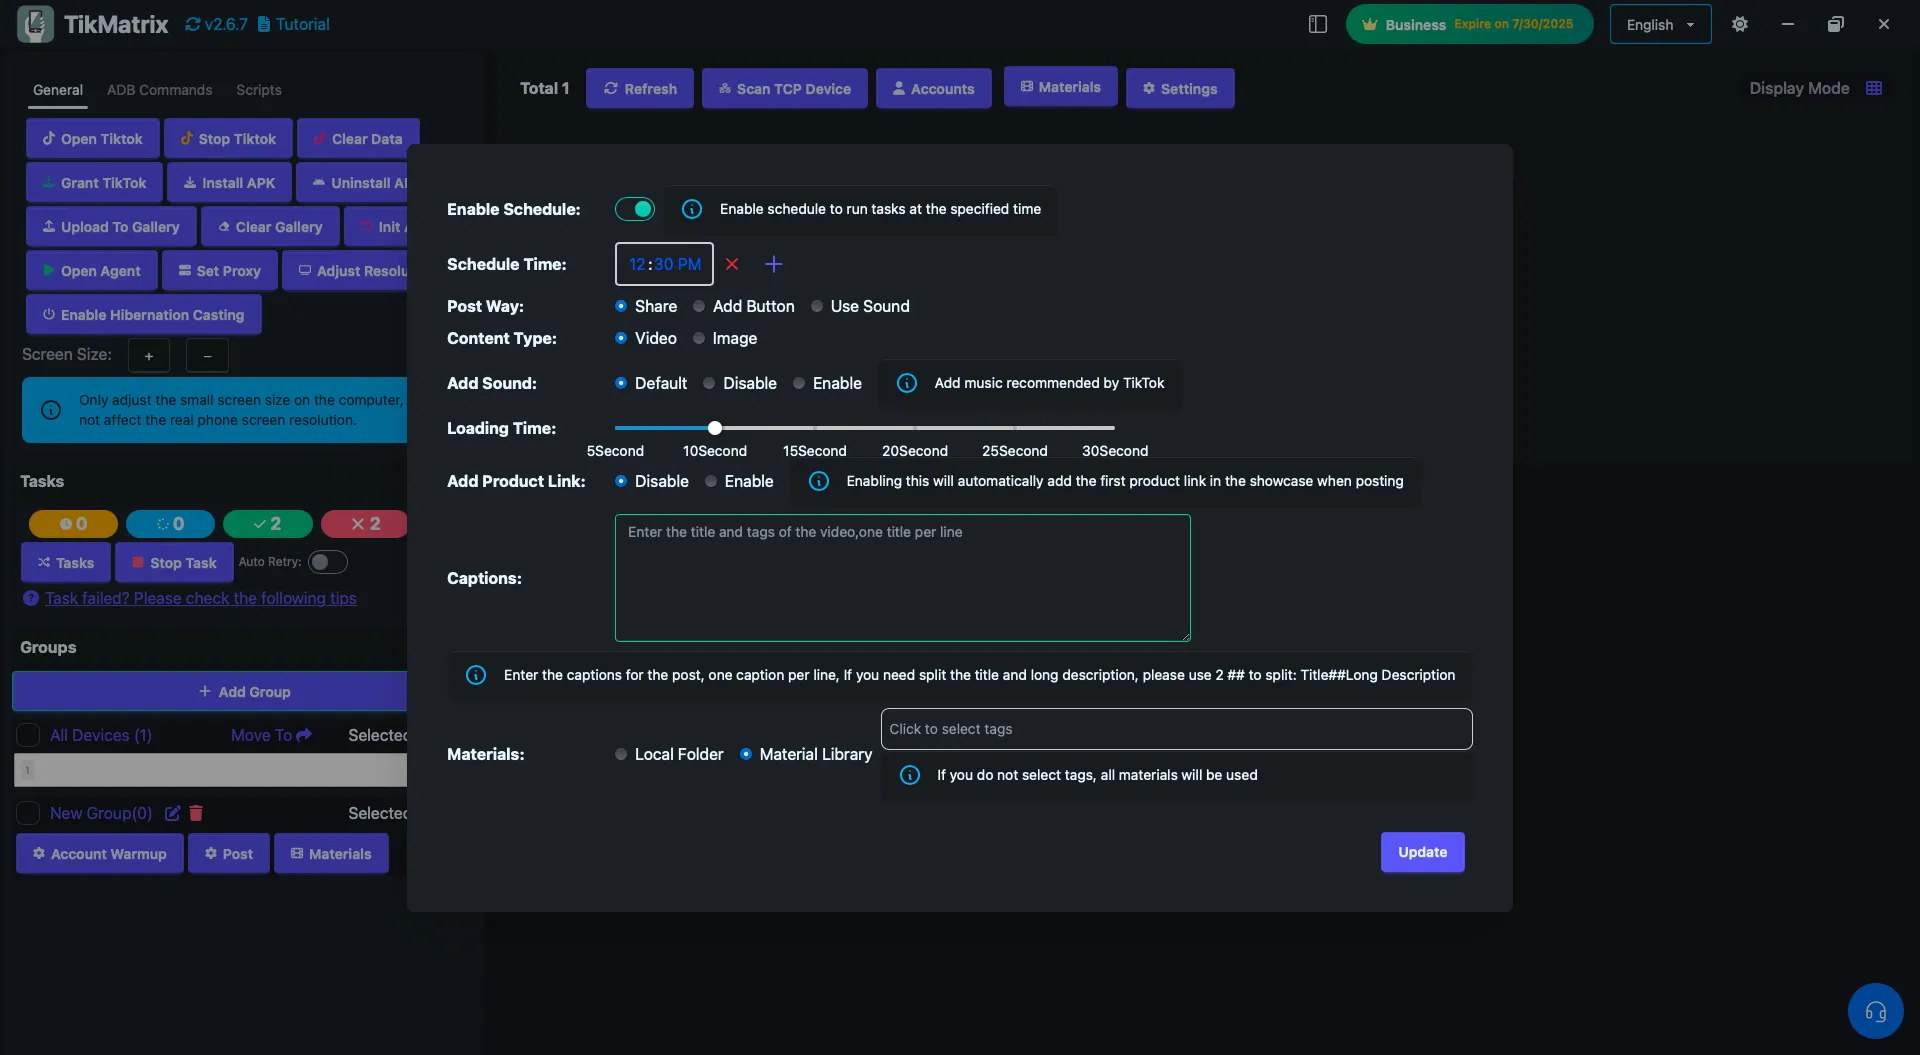 TikMatrix v2.6.7 Tutorial
Business Expire on 7/30/2025
English
General ADB Commands Scripts
Total 1 Refresh Scan TCP Device Accounts Materials Settings
Display Mode
Open Tiktok Stop Tiktok Clear Data
Grant TikTok Install APK Uninstall
Upload To Gallery Clear Gallery Init
Open Agent Set Proxy Adjust
Enable Hibernation Casting
Screen Size: + -
Only adjust the small screen size on the computer,
not affect the real phone screen resolution.
Tasks
0 0 2 2
Tasks Stop Task Auto Retry:
Task failed? Please check the following tips
Groups
+ Add Group
All Devices (1) Move To
1
New Group(0)
Account Warmup Post Materials
Enable Schedule: Enable schedule to run tasks at the specified time
Schedule Time: 12:30 PM
Post Way: Share Add Button Use Sound
Content Type: Video Image
Add Sound: Default Disable Enable Add music recommended by TikTok
Loading Time:
5Second 10Second 15Second 20Second 25Second 30Second
Add Product Link: Disable Enable Enabling this will automatically add the first product link in the showcase when posting
Enter the title and tags of the video,one title per line
Captions:
Enter the captions for the post, one caption per line, If you need split the title and long description, please use 2 ## to split: Title##Long Description
Click to select tags
Materials: Local Folder Material Library
If you do not select tags, all materials will be used
Update